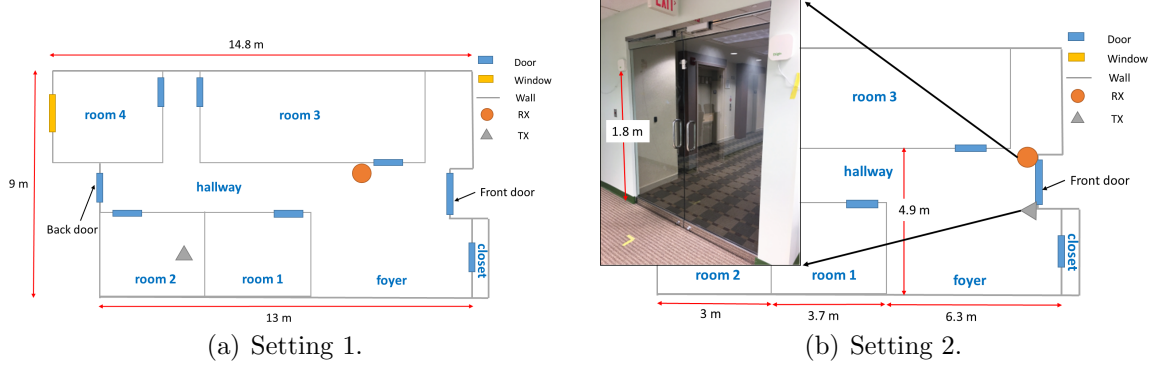 14.8 m
Door
Window
Wall
RX
TX
room 4
room 3
9 m
hallway
Front door
Back door
room 2
room 1
foyer
closet
13 m
(a) Setting 1.
EXIT
1.8 m
Door
Window
Wall
RX
TX
room 3
hallway
Front door
4.9 m
room 2
room 1
foyer
closet
3 m
3.7 m
6.3 m
(b) Setting 2.